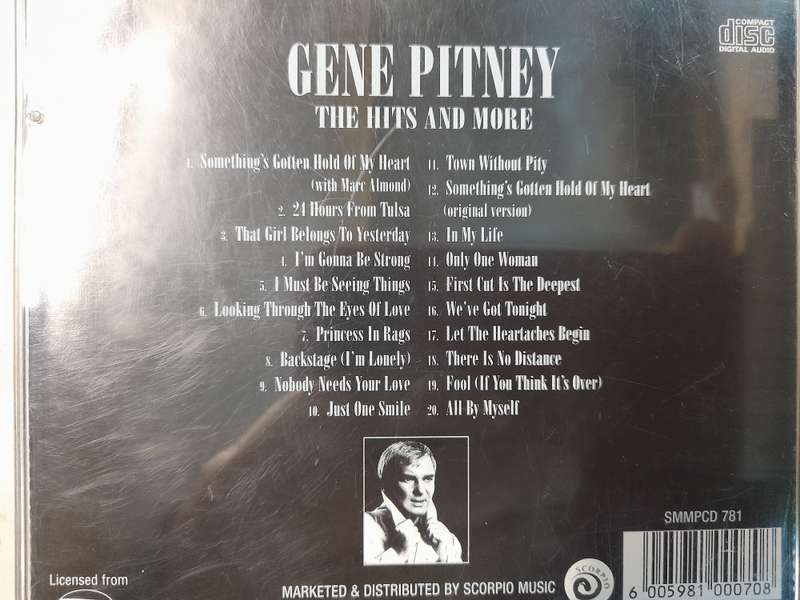 COMPACT
disc
DIGITAL AUDIO
GENE PITNEY
THE HITS AND MORE
1. Something's Gotten Hold Of My Heart
(with Marc Almond)
2. 24 Hours From Tulsa
3. That Girl Belongs To Yesterday
4. I'm Gonna Be Strong
5. I Must Be Seeing Things
6. Looking Through The Eyes Of Love
7. Princess In Rags
8. Backstage (I'm Lonely)
9. Nobody Needs Your Love
10. Just One Smile
11. Town Without Pity
12. Something's Gotten Hold Of My Heart
(original version)
13. In My Life
14. Only One Woman
15. First Cut Is The Deepest
16. We've Got Tonight
17. Let The Heartaches Begin
18. There Is No Distance
19. Fool (If You Think It's Over)
20. All By Myself
SMMPCD 781
Licensed from
MARKETED & DISTRIBUTED BY SCORPIO MUSIC
SCORPIO
6 005981 000708